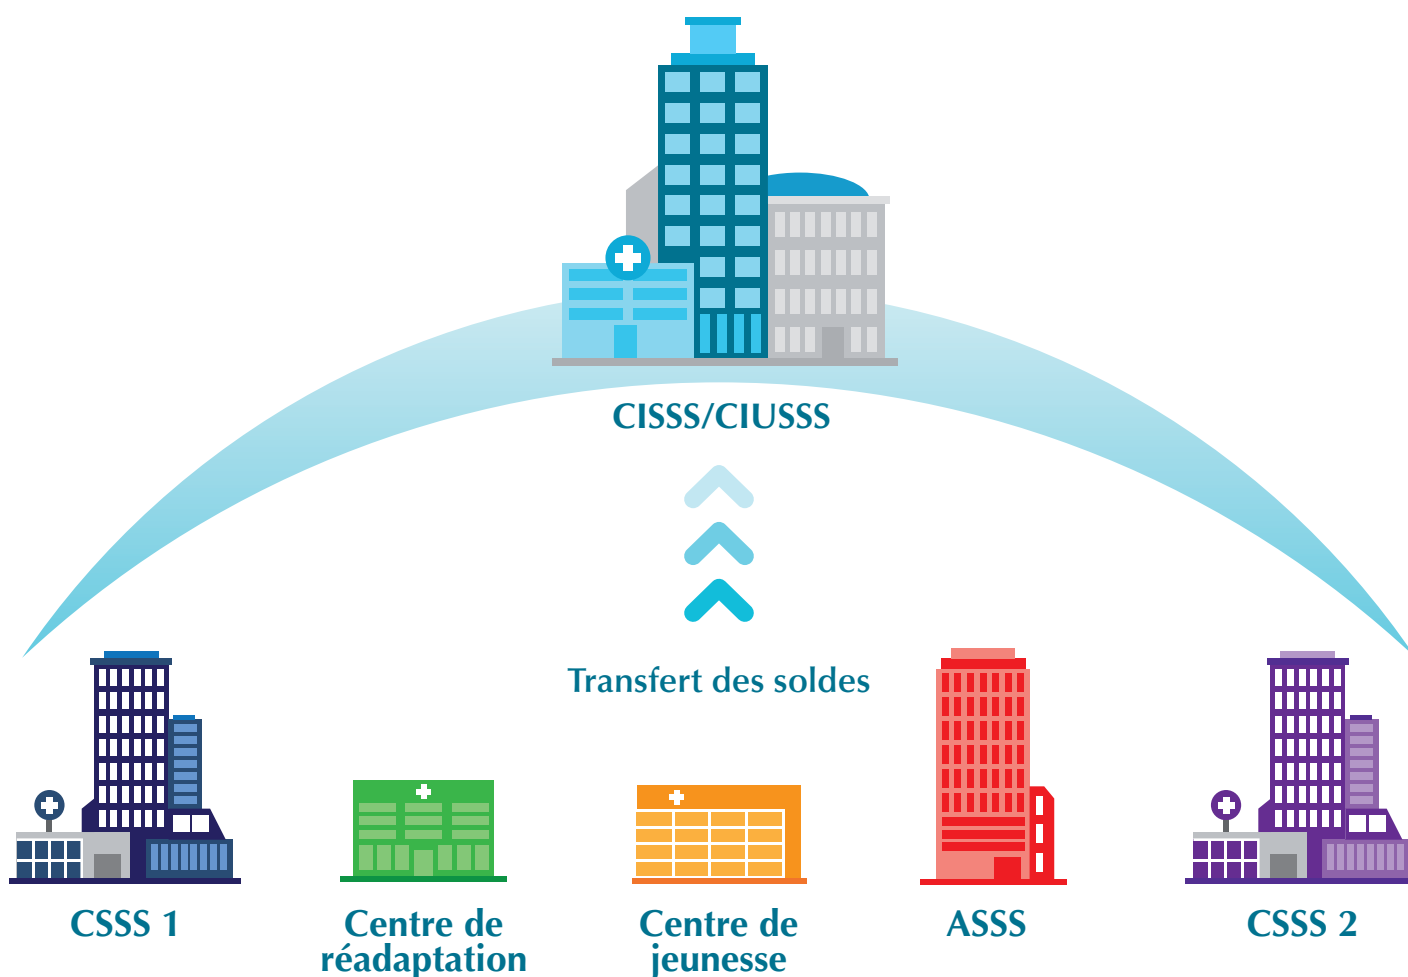 CISSS/CIUSSS
Transfert des soldes
CSSS 1
Centre de
réadaptation
Centre de
jeunesse
ASSS
CSSS 2